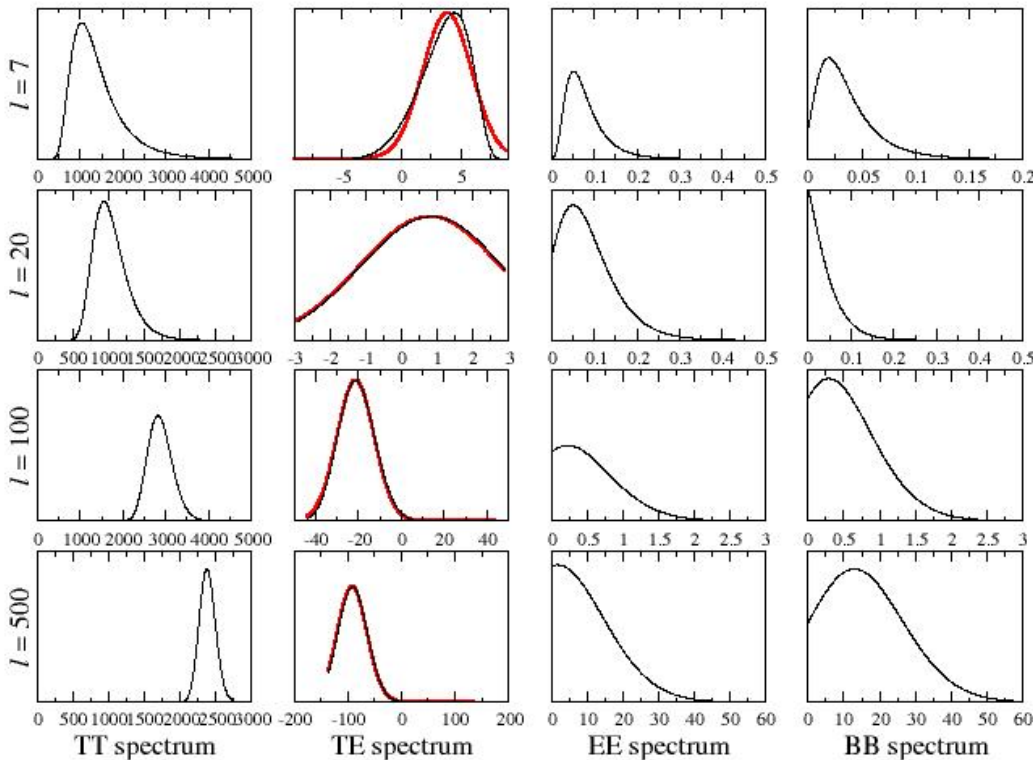 l = 7
0 1000 2000 3000 4000 5000
-5 0 5
0 0.1 0.2 0.3 0.4 0.5
0 0.05 0.1 0.15 0.2
l = 20
0 500 1000 1500 2000 2500 3000
-3 -2 -1 0 1 2 3
0 0.1 0.2 0.3 0.4 0.5
0 0.1 0.2 0.3 0.4 0.5
l = 100
0 1000 2000 3000 4000 5000
-40 -20 0 20 40
0 0.5 1 1.5 2 2.5 3
0 0.5 1 1.5 2 2.5 3
l = 500
0 500 1000 1500 2000 2500 3000
-200 -100 0 100 200
0 10 20 30 40 50 60
0 10 20 30 40 50 60
TT spectrum
TE spectrum
EE spectrum
BB spectrum